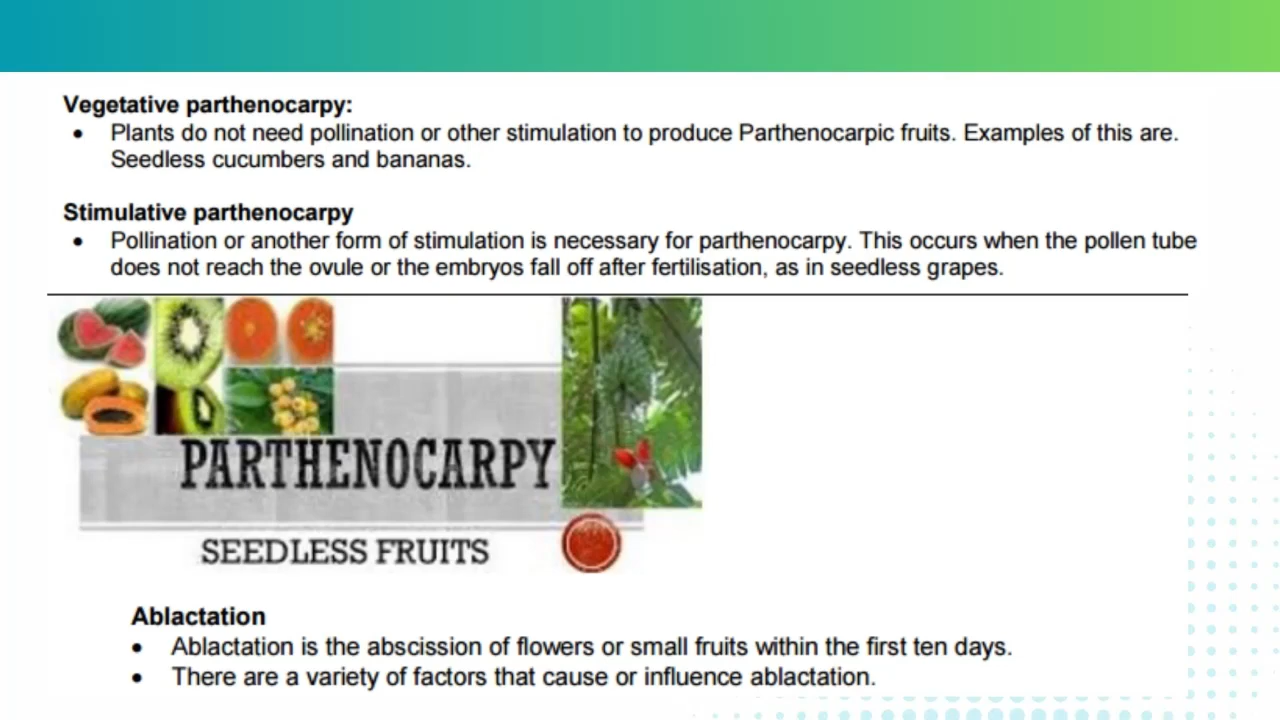 Vegetative parthenocarpy:
• Plants do not need pollination or other stimulation to produce Parthenocarpic fruits. Examples of this are.
Seedless cucumbers and bananas.
Stimulative parthenocarpy
• Pollination or another form of stimulation is necessary for parthenocarpy. This occurs when the pollen tube
does not reach the ovule or the embryos fall off after fertilisation, as in seedless grapes.
PARTHENOCARPY
SEEDLESS FRUITS
Ablactation
• Ablactation is the abscission of flowers or small fruits within the first ten days.
• There are a variety of factors that cause or influence ablactation.